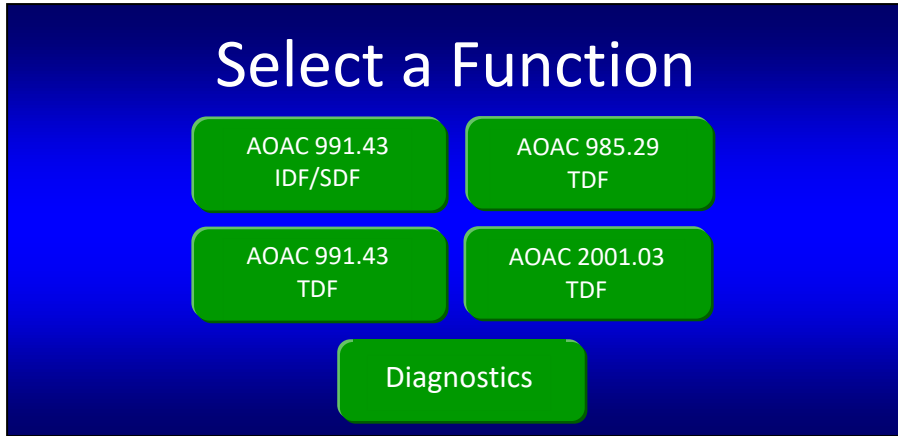 Select a Function
AOAC 991.43
IDF/SDF
AOAC 985.29
TDF
AOAC 991.43
TDF
AOAC 2001.03
TDF
Diagnostics